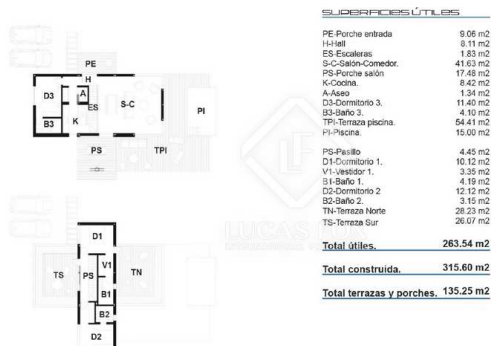 SUPERFICIES ÚTILES
PE-Porche entrada 9.06 m2
H-Hall 8.11 m2
ES-Escaleras 1.83 m2
S-C-Salón-Comedor. 41.63 m2
PS-Porche salón 17.48 m2
K-Cocina. 8.42 m2
A-Aseo 1.34 m2
D3-Dormitorio 3. 11.40 m2
B3-Baño 3. 4.10 m2
TPI-Terraza piscina. 54.41 m2
PI-Piscina. 15.00 m2
PS-Pasillo 4.45 m2
D1-Dormitorio 1. 10.12 m2
V1-Vestidor 1. 3.35 m2
B1-Baño 1. 4.19 m2
D2-Dormitorio 2 12.12 m2
B2-Baño 2. 3.15 m2
TN-Terraza Norte 28.23 m2
TS-Terraza Sur 26.07 m2
Total útiles. 263.54 m2
Total construida. 315.60 m2
Total terrazas y porches. 135.25 m2
PE
H
D3
A
ES
S-C
PI
B3
K
PS
TPI
D1
TS
PS
V1
TN
B1
B2
D2
LUCAS FOX